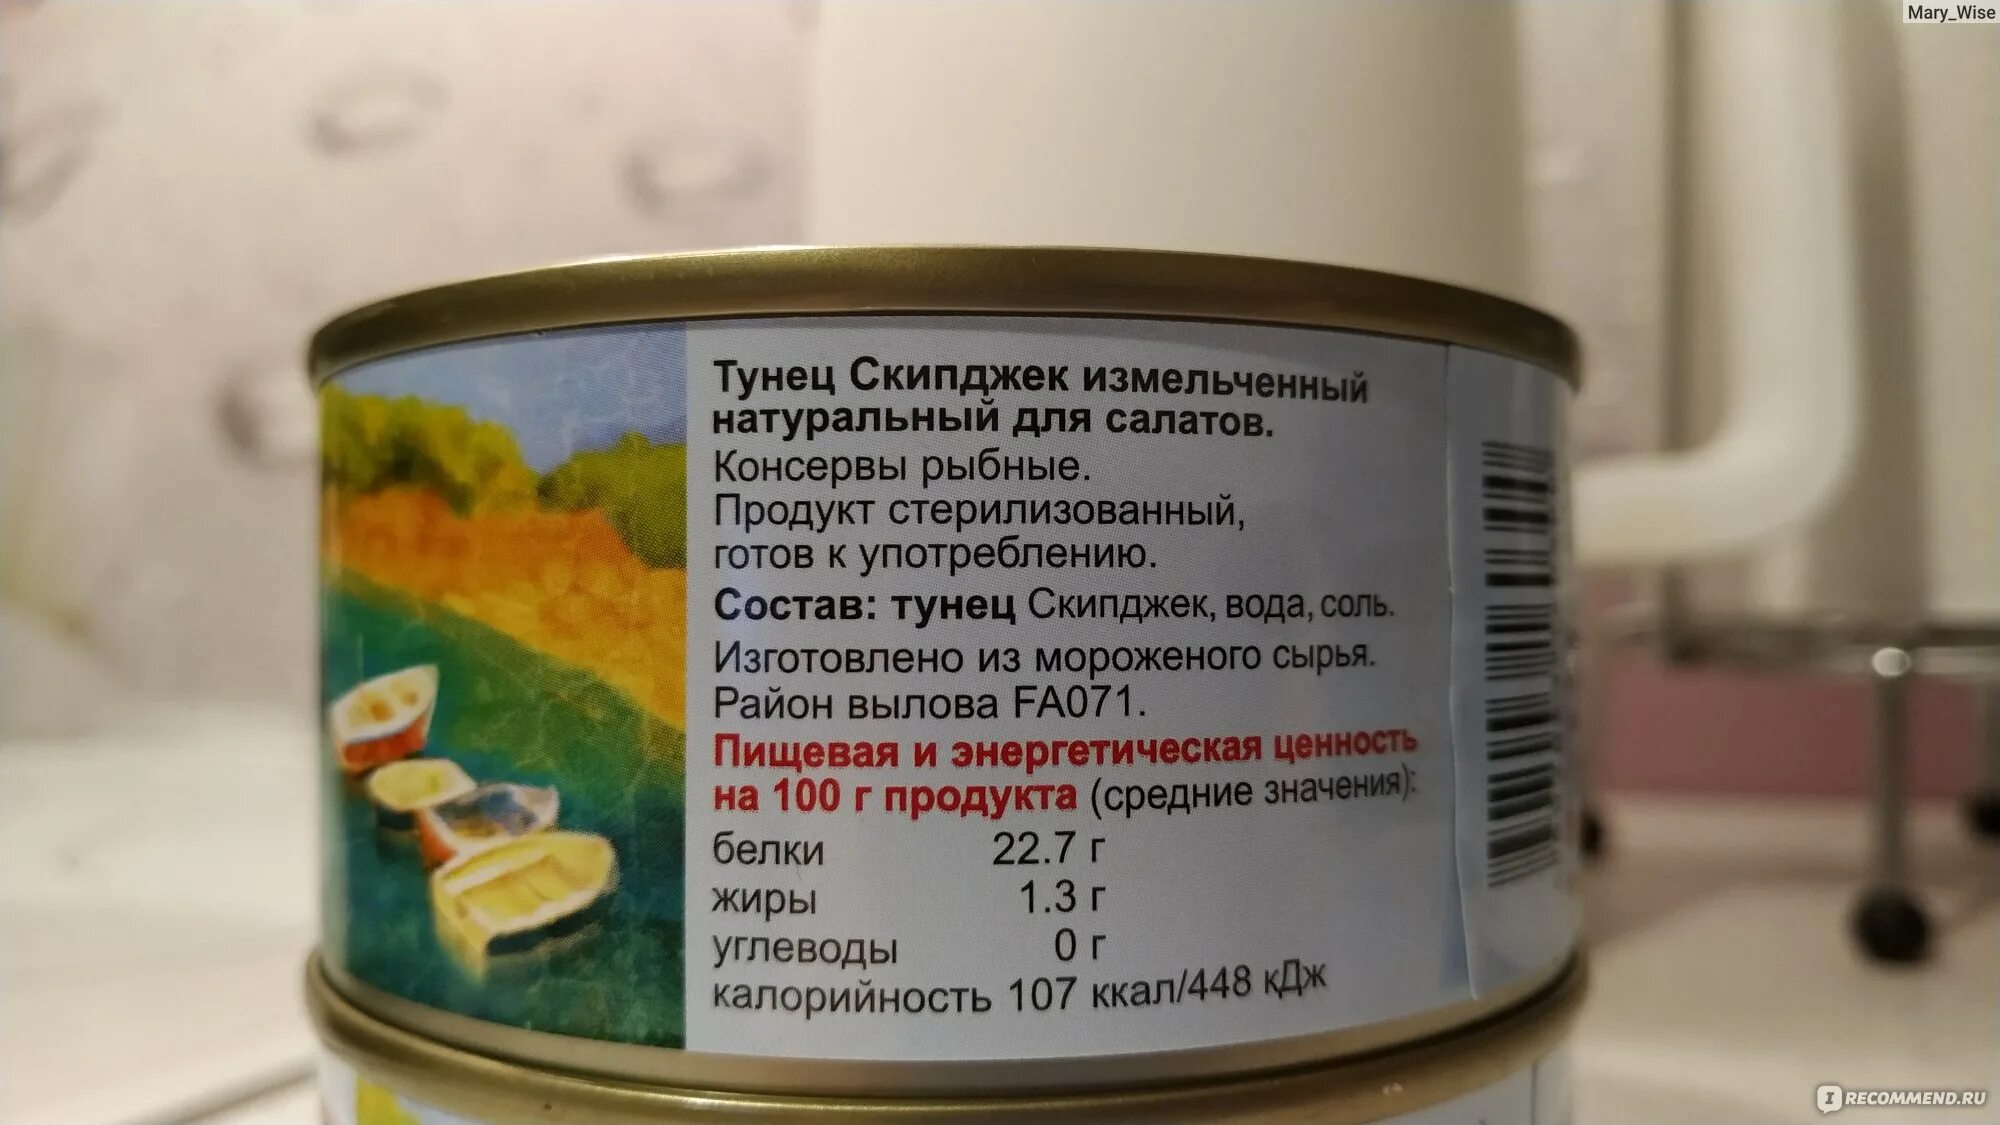 Mary_Wise
Тунец Скипджек измельченный
натуральный для салатов.
Консервы рыбные.
Продукт стерилизованный,
готов к употреблению.
Состав: тунец Скипджек, вода, соль.
Изготовлено из мороженого сырья.
Район вылова FA071.
Пищевая и энергетическая ценность
на 100 г продукта (средние значения):
белки 22.7 г
жиры 1.3 г
углеводы 0 г
калорийность 107 ккал/448 кДж
IRECOMMEND.RU